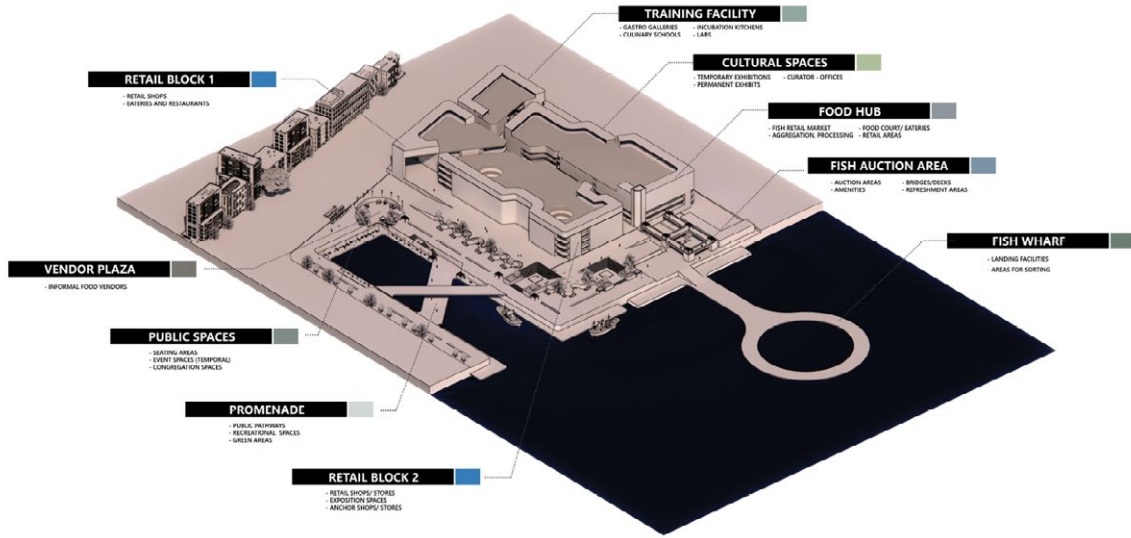 TRAINING FACILITY
- GASTRO GALLERIES - INCUBATION KITCHENS
- CULINARY SCHOOLS - LABS
CULTURAL SPACES
- TEMPORARY EXHIBITIONS - CURATOR - OFFICES
- PERMANENT EXHIBITS
RETAIL BLOCK 1
- RETAIL SHOPS
- EATERIES AND RESTAURANTS
FOOD HUB
- FISH RETAIL MARKET - FOOD COURT/ EATERIES
- AGGREGATION, PROCESSING - RETAIL AREAS
FISH AUCTION AREA
- AUCTION AREAS - BRIDGES/DECKS
- AMENITIES - REFRESHMENT AREAS
FISH WHARF
- LANDING FACILITIES
- AREAS FOR SORTING
VENDOR PLAZA
- INFORMAL FOOD VENDORS
PUBLIC SPACES
- SEATING AREAS
- EVENT SPACES (TEMPORAL)
- CONGREGATION SPACES
PROMENADE
- PUBLIC PATHWAYS
- RECREATIONAL SPACES
- GREEN AREAS
RETAIL BLOCK 2
- RETAIL SHOPS/ STORES
- EXPOSITION SPACES
- ANCHOR SHOPS/ STORES